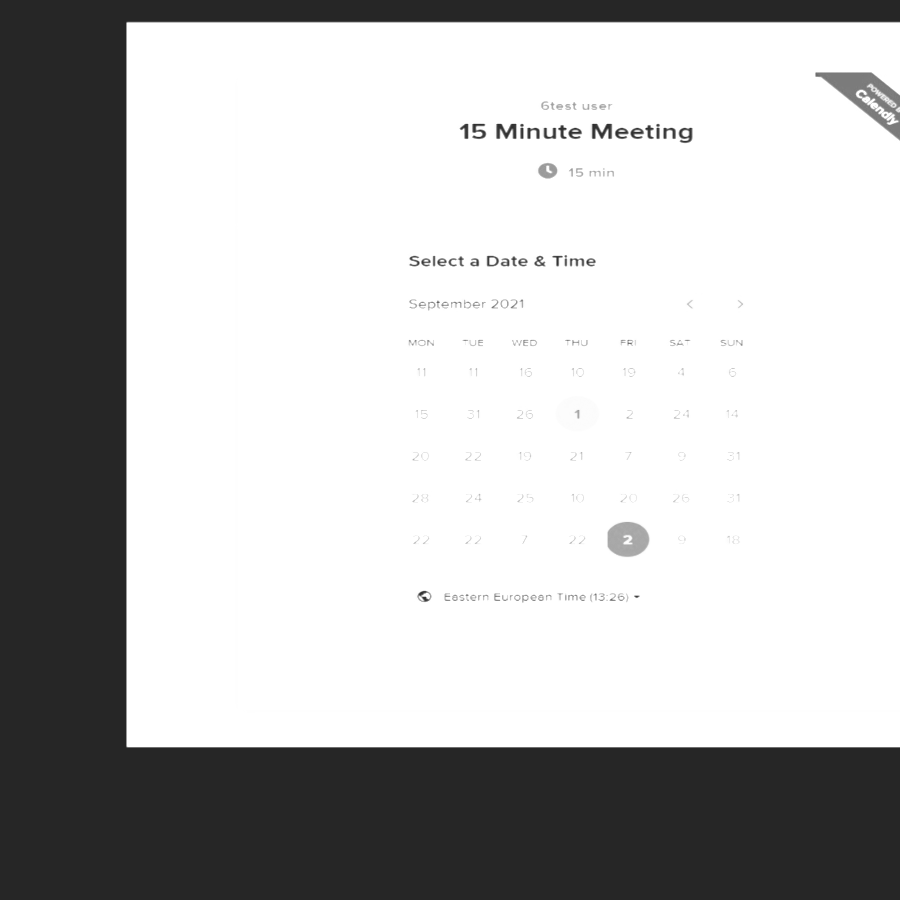 POWERED B
Calendly
6test user
15 Minute Meeting
15 min
Select a Date & Time
September 2021
MON TUE WED THU FRI SAT SUN
11 11 16 10 19 4 6
15 31 26 1 2 24 14
20 22 19 21 7 9 31
28 24 25 10 20 26 31
22 22 7 22 2 9 18
Eastern European Time (13:26)